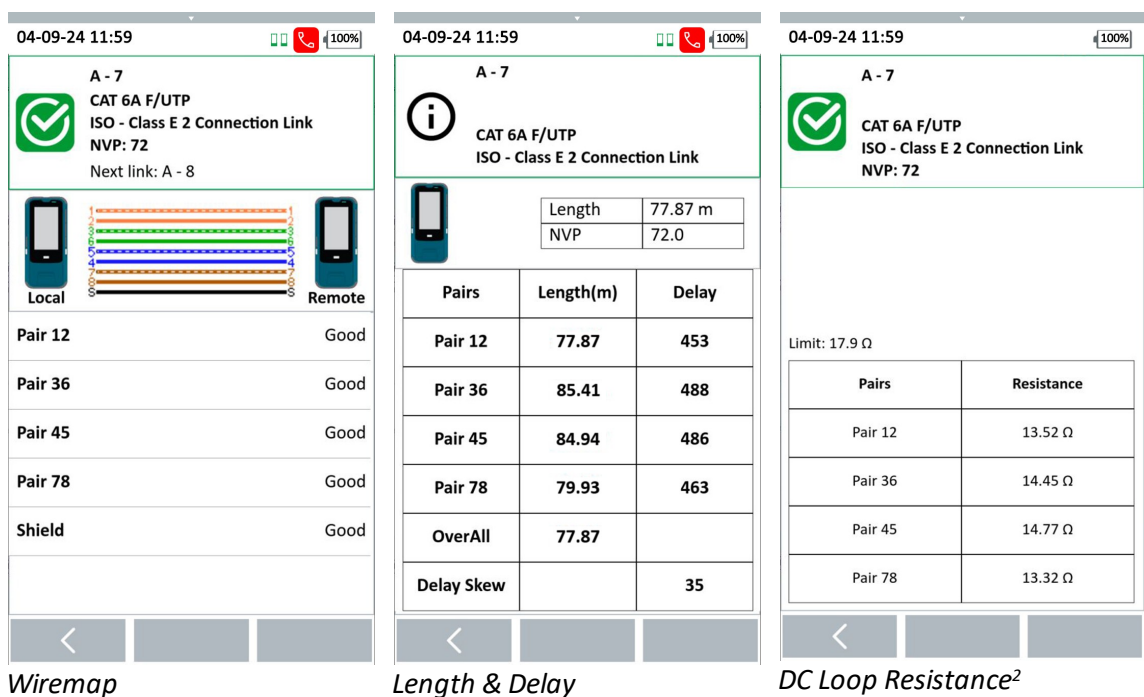 04-09-24 11:59
100%
A - 7
CAT 6A F/UTP
ISO - Class E 2 Connection Link
NVP: 72
Next link: A - 8
1 1
2 2
3 3
6 6
5 5
4 4
7 7
8 8
S S
Local Remote
Pair 12 Good
Pair 36 Good
Pair 45 Good
Pair 78 Good
Shield Good
Wiremap
04-09-24 11:59
100%
A - 7
CAT 6A F/UTP
ISO - Class E 2 Connection Link
Length 77.87 m
NVP 72.0
Pairs Length(m) Delay
Pair 12 77.87 453
Pair 36 85.41 488
Pair 45 84.94 486
Pair 78 79.93 463
OverAll 77.87
Delay Skew 35
Length & Delay
04-09-24 11:59
100%
A - 7
CAT 6A F/UTP
ISO - Class E 2 Connection Link
NVP: 72
Limit: 17.9 Ω
Pairs Resistance
Pair 12 13.52 Ω
Pair 36 14.45 Ω
Pair 45 14.77 Ω
Pair 78 13.32 Ω
DC Loop Resistance²